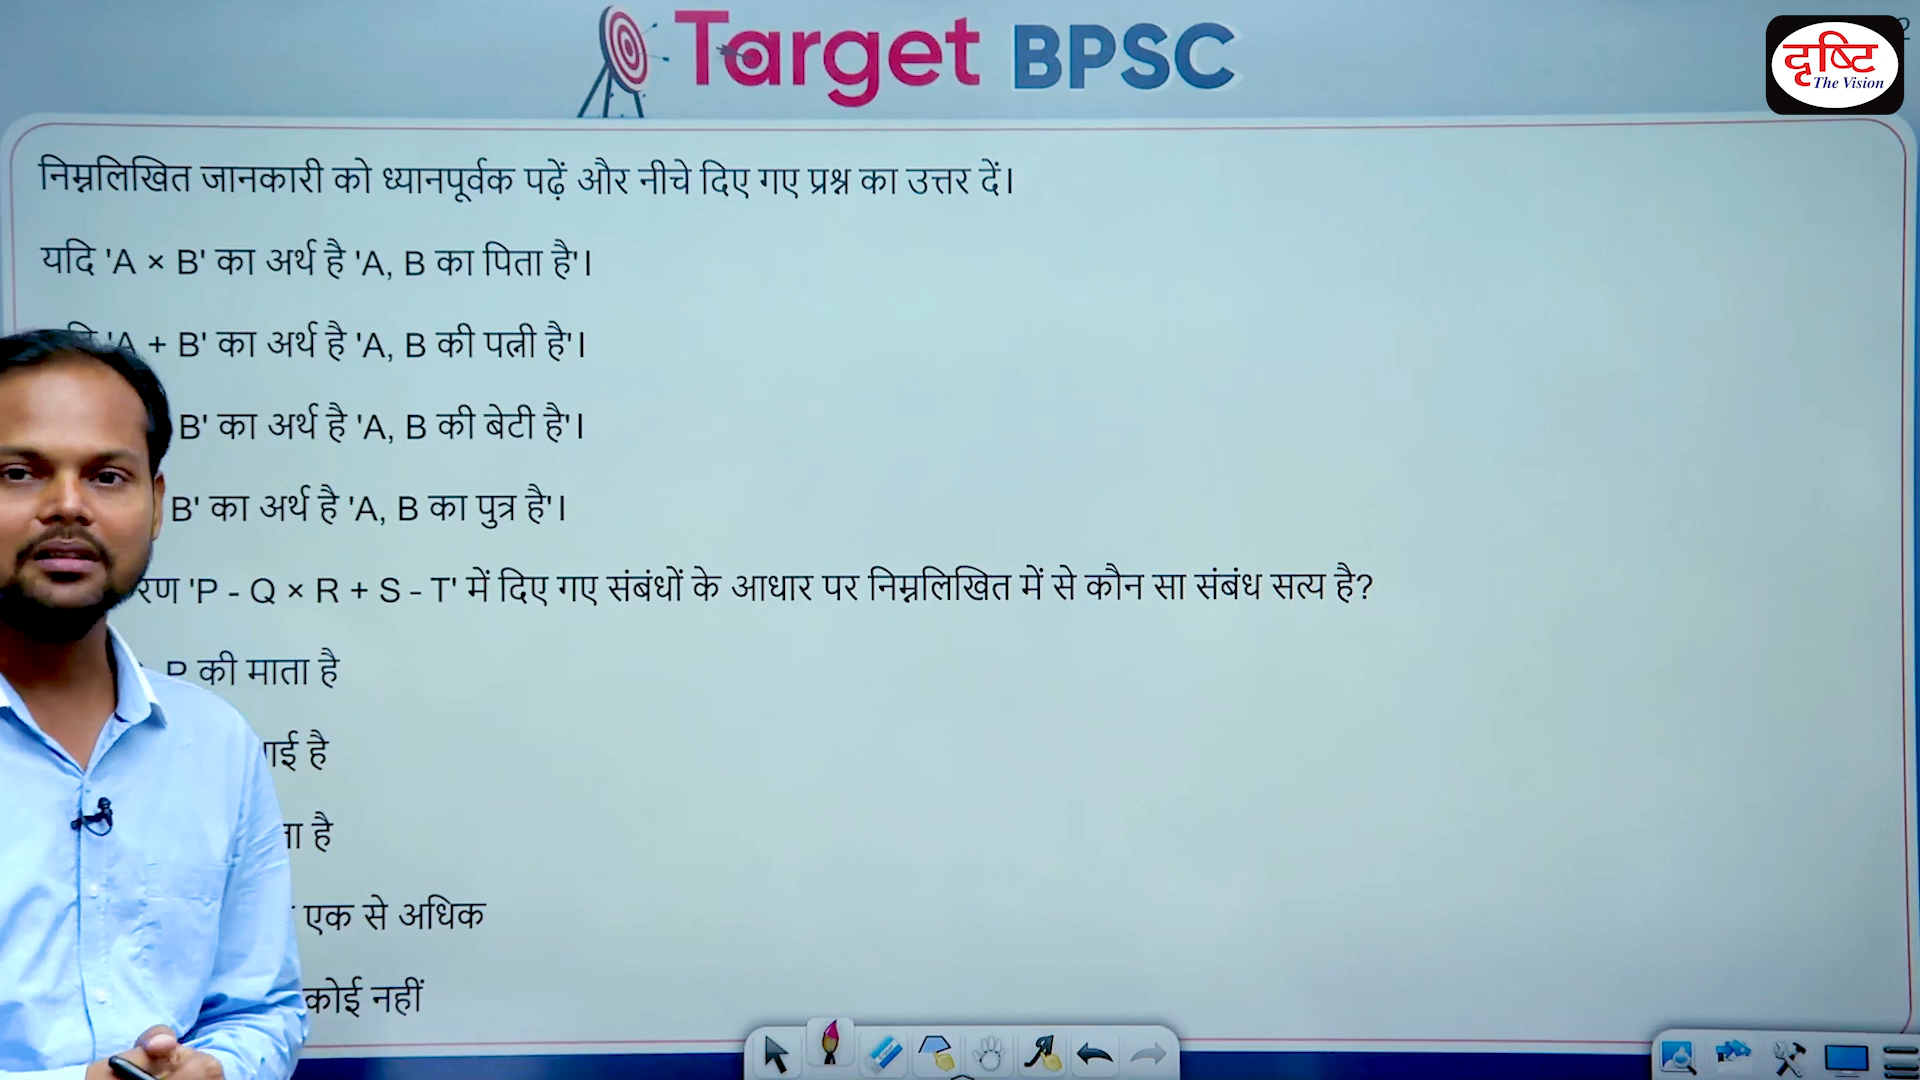 Target BPSC
दृष्टि
The Vision
निम्नलिखित जानकारी को ध्यानपूर्वक पढ़ें और नीचे दिए गए प्रश्न का उत्तर दें।
यदि 'A × B' का अर्थ है 'A, B का पिता है'।
'A + B' का अर्थ है 'A, B की पत्नी है'।
B' का अर्थ है 'A, B की बेटी है'।
B' का अर्थ है 'A, B का पुत्र है'।
'P - Q × R + S - T' में दिए गए संबंधों के आधार पर निम्नलिखित में से कौन सा संबंध सत्य है?
की माता है
है
है
एक से अधिक
कोई नहीं